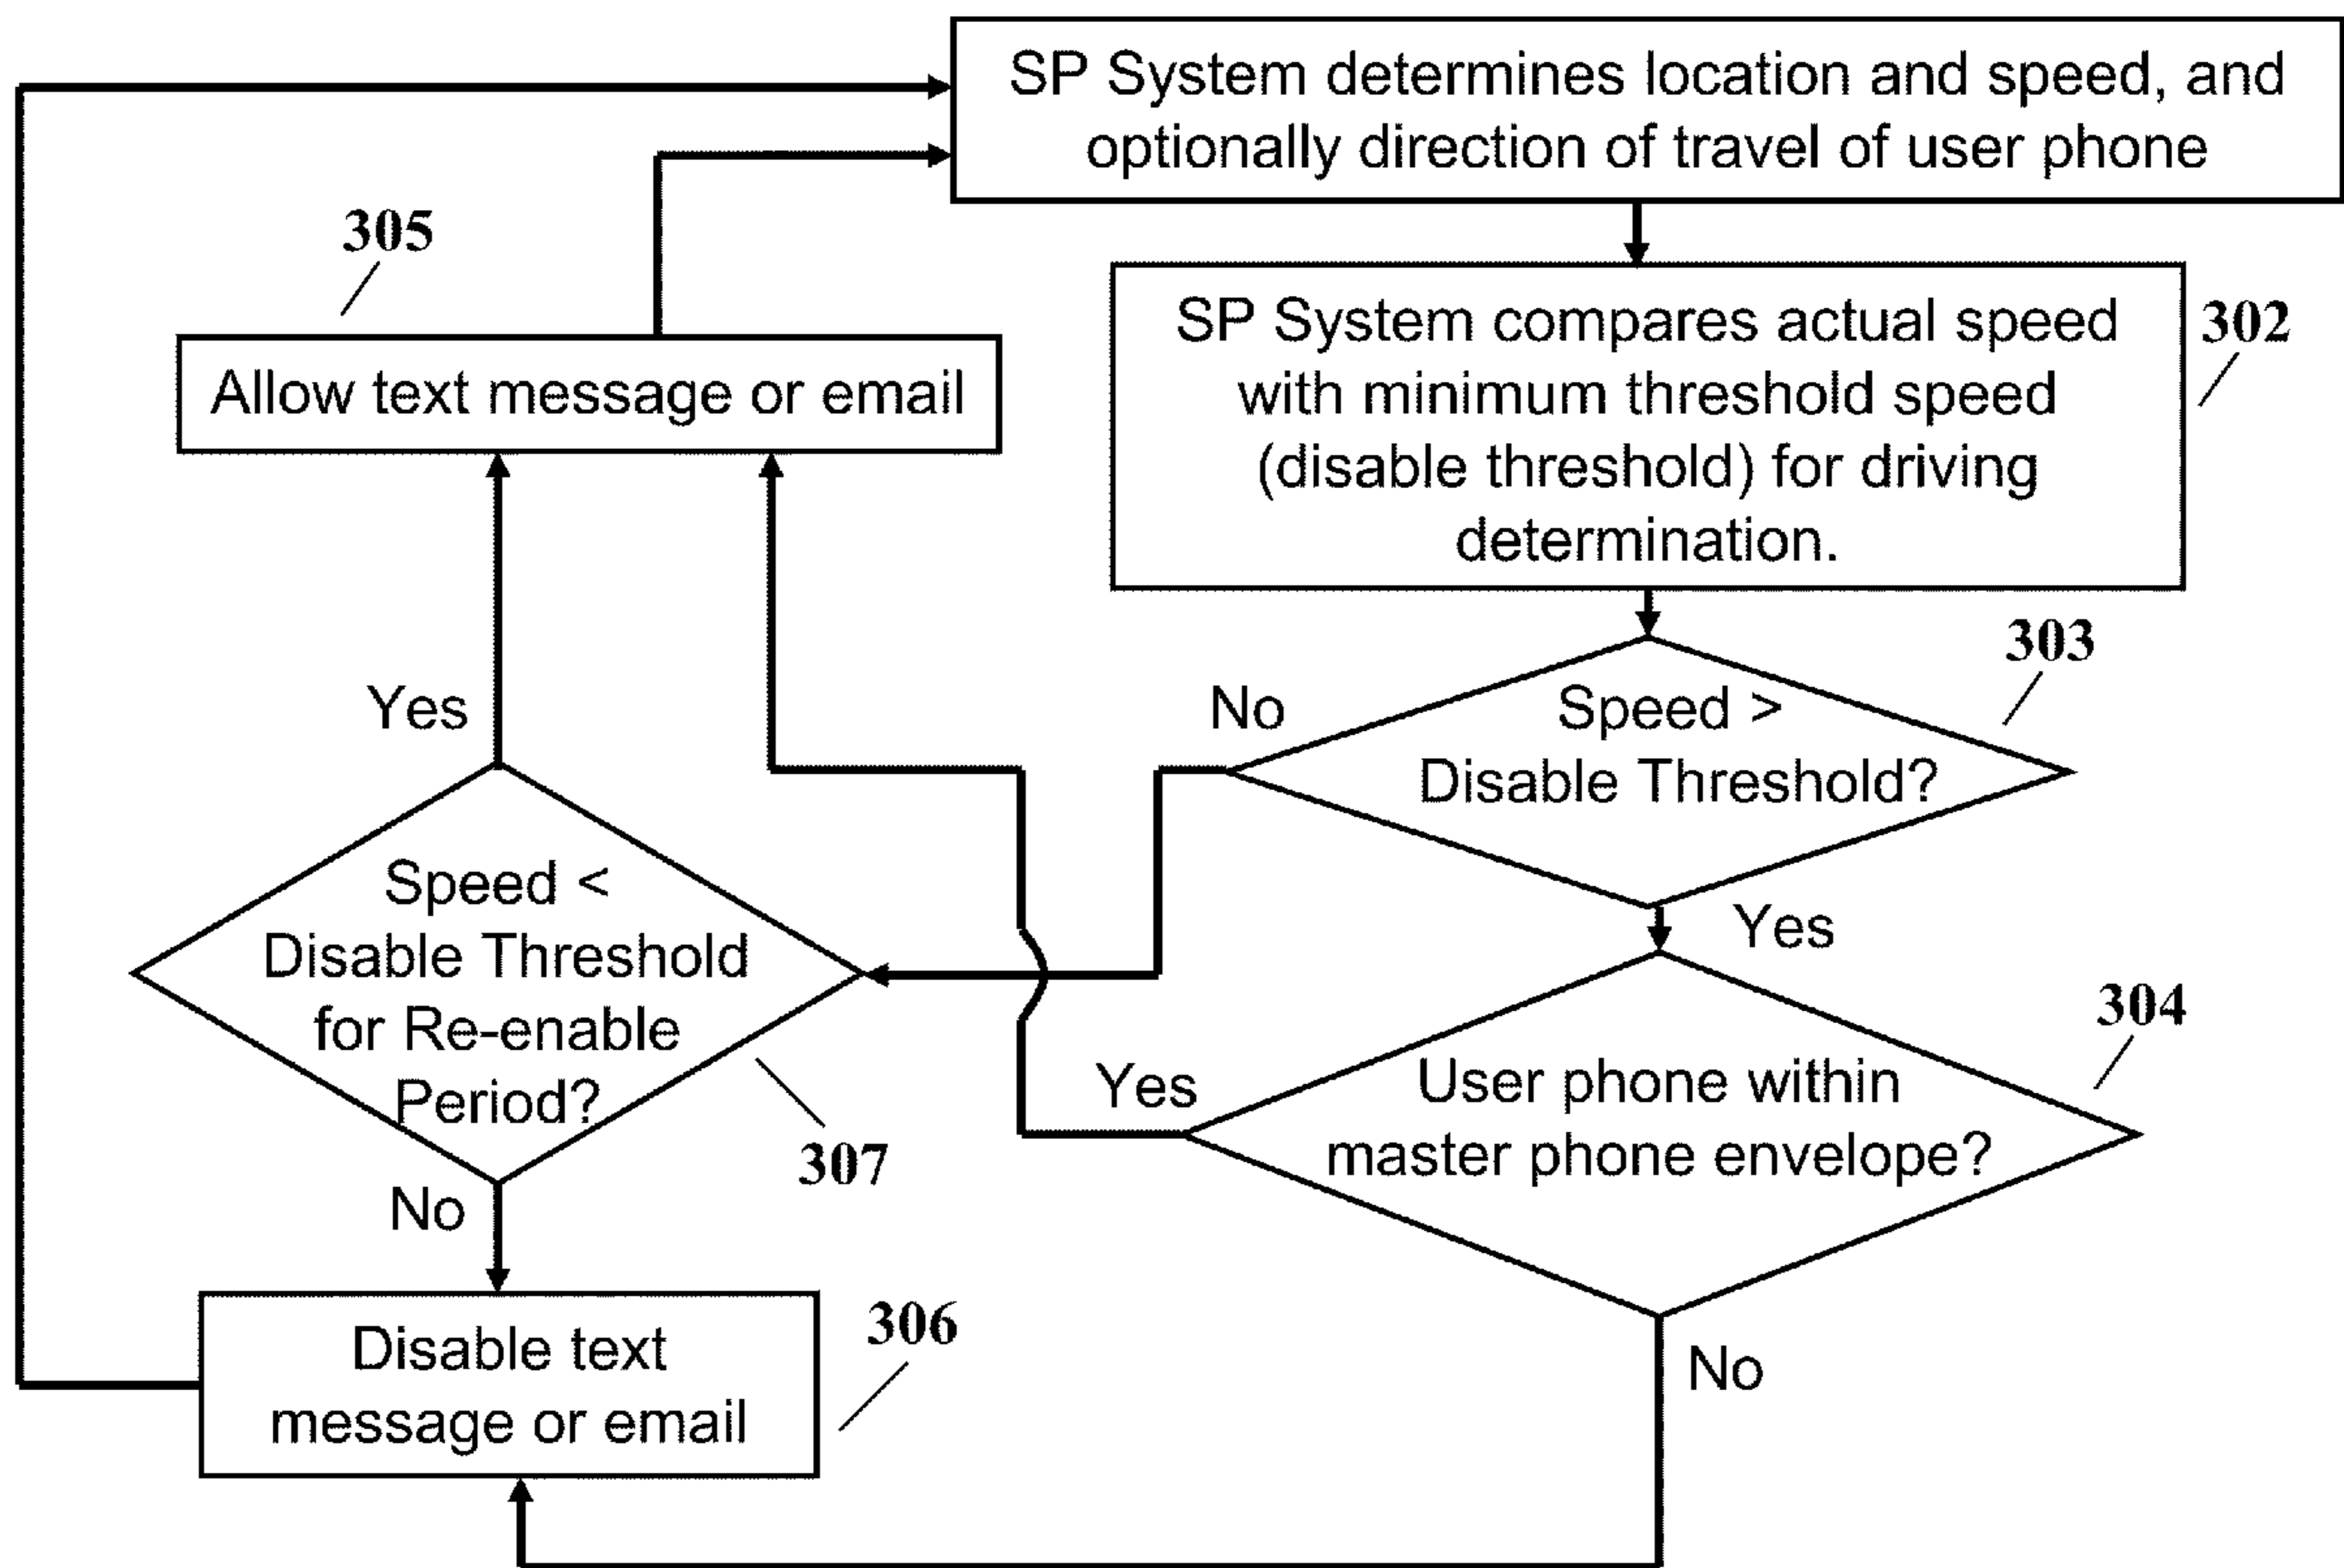 SP System determines location and speed, and
optionally direction of travel of user phone
305
Allow text message or email
SP System compares actual speed
with minimum threshold speed
(disable threshold) for driving
determination.
302
303
Speed >
Disable Threshold?
No
Yes
Yes
Speed <
Disable Threshold
for Re-enable
Period?
307
No
304
User phone within
master phone envelope?
Yes
No
Disable text
message or email
306